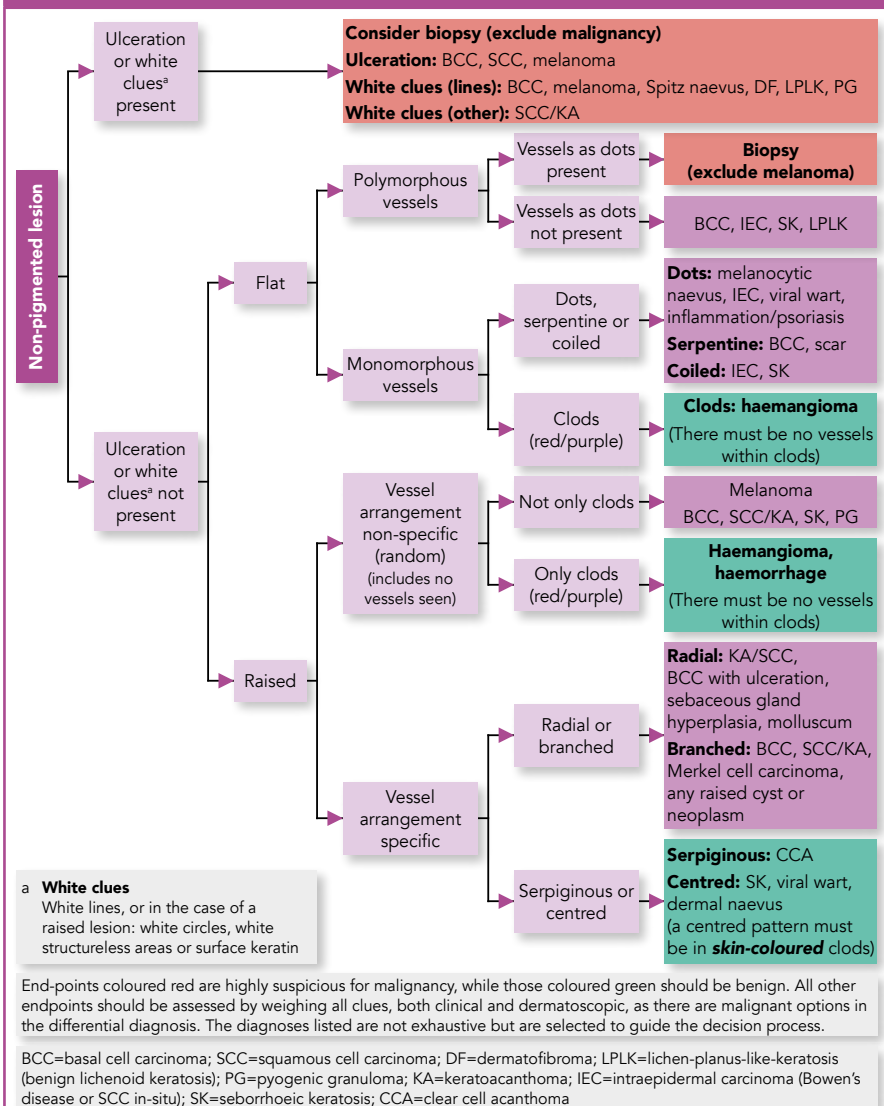 Non-pigmented lesion
Ulceration
or white
cluesᵃ
present
Consider biopsy (exclude malignancy)
Ulceration: BCC, SCC, melanoma
White clues (lines): BCC, melanoma, Spitz naevus, DF, LPLK, PG
White clues (other): SCC/KA
Ulceration
or white
cluesᵃ not
present
Flat
Polymorphous
vessels
Vessels as dots
present
Biopsy
(exclude melanoma)
Vessels as dots
not present
BCC, IEC, SK, LPLK
Monomorphous
vessels
Dots,
serpentine or
coiled
Dots: melanocytic
naevus, IEC, viral wart,
inflammation/psoriasis
Serpentine: BCC, scar
Coiled: IEC, SK
Clods
(red/purple)
Clods: haemangioma
(There must be no vessels
within clods)
Raised
Vessel
arrangement
non-specific
(random)
(includes no
vessels seen)
Not only clods
Melanoma
BCC, SCC/KA, SK, PG
Only clods
(red/purple)
Haemangioma,
haemorrhage
(There must be no vessels
within clods)
Vessel
arrangement
specific
Radial or
branched
Radial: KA/SCC,
BCC with ulceration,
sebaceous gland
hyperplasia, molluscum
Branched: BCC, SCC/KA,
Merkel cell carcinoma,
any raised cyst or
neoplasm
Serpiginous or
centred
Serpiginous: CCA
Centred: SK, viral wart,
dermal naevus
(a centred pattern must
be in skin-coloured clods)
a White clues
White lines, or in the case of a
raised lesion: white circles, white
structureless areas or surface keratin
End-points coloured red are highly suspicious for malignancy, while those coloured green should be benign. All other
endpoints should be assessed by weighing all clues, both clinical and dermatoscopic, as there are malignant options in
the differential diagnosis. The diagnoses listed are not exhaustive but are selected to guide the decision process.
BCC=basal cell carcinoma; SCC=squamous cell carcinoma; DF=dermatofibroma; LPLK=lichen-planus-like-keratosis
(benign lichenoid keratosis); PG=pyogenic granuloma; KA=keratoacanthoma; IEC=intraepidermal carcinoma (Bowen's
disease or SCC in-situ); SK=seborrhoeic keratosis; CCA=clear cell acanthoma